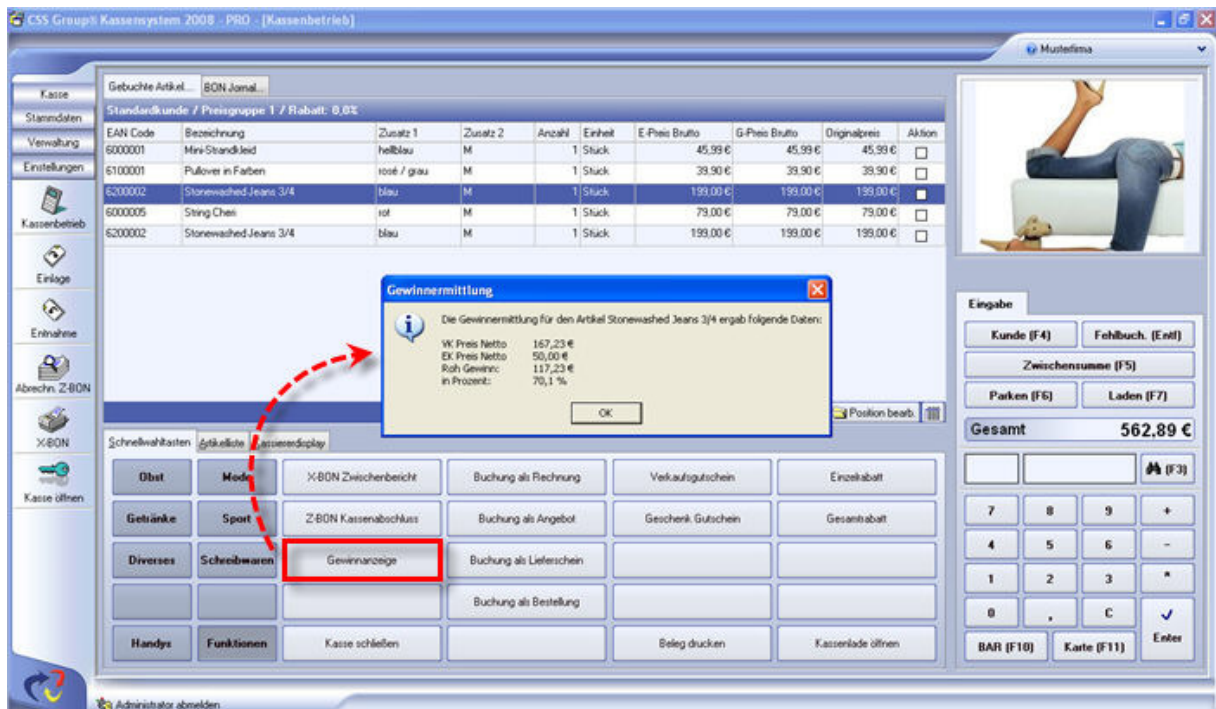 CSS Group® Kassensystem 2008 - PRO - [Kassenbetrieb]
Musterfirma
Kasse
Stammdaten
Verwaltung
Einstellungen
Kassenbetrieb
Einlage
Entnahme
Abrechn. Z-BON
X-BON
Kasse öffnen
Gebuchte Artikel... BON Jornal...
Standardkunde / Preisgruppe 1 / Rabatt: 0,0%
EAN Code Bezeichnung Zusatz 1 Zusatz 2 Anzahl Einheit E-Preis Brutto G-Preis Brutto Originalpreis Aktion
6000001 Mini-Strandkleid hellblau M 1 Stück 45,99 € 45,99 € 45,99 €
6100001 Pullover in Farben rosé / grau M 1 Stück 39,90 € 39,90 € 39,90 €
6200002 Stonewashed Jeans 3/4 blau M 1 Stück 199,00 € 199,00 € 199,00 €
6000005 String Cheri rot M 1 Stück 79,00 € 79,00 € 79,00 €
6200002 Stonewashed Jeans 3/4 blau M 1 Stück 199,00 € 199,00 € 199,00 €
Gewinnermittlung
Die Gewinnermittlung für den Artikel Stonewashed Jeans 3/4 ergab folgende Daten:
VK Preis Netto 167,23 €
EK Preis Netto 50,00 €
Roh Gewinn: 117,23 €
in Prozent: 70,1 %
OK
Position bearb.
Schnellwahltasten Artikelliste
Obst Mode X-BON Zwischenbericht Buchung als Rechnung Verkaufsgutschein Einzelrabatt
Getränke Sport Z-BON Kassenabschluss Buchung als Angebot Geschenk Gutschein Gesamtrabatt
Diverses Schreibwaren Gewinnanzeige Buchung als Lieferschein
Buchung als Bestellung
Handys Funktionen Kasse schließen Beleg drucken Kassenlade öffnen
Eingabe
Kunde (F4) Fehlbuch. (Entf)
Zwischensumme (F5)
Parken (F6) Laden (F7)
Gesamt 562,89 €
(F3)
7 8 9 +
4 5 6 -
1 2 3 *
0 , C
Enter
BAR (F10) Karte (F11)
Administrator abmelden